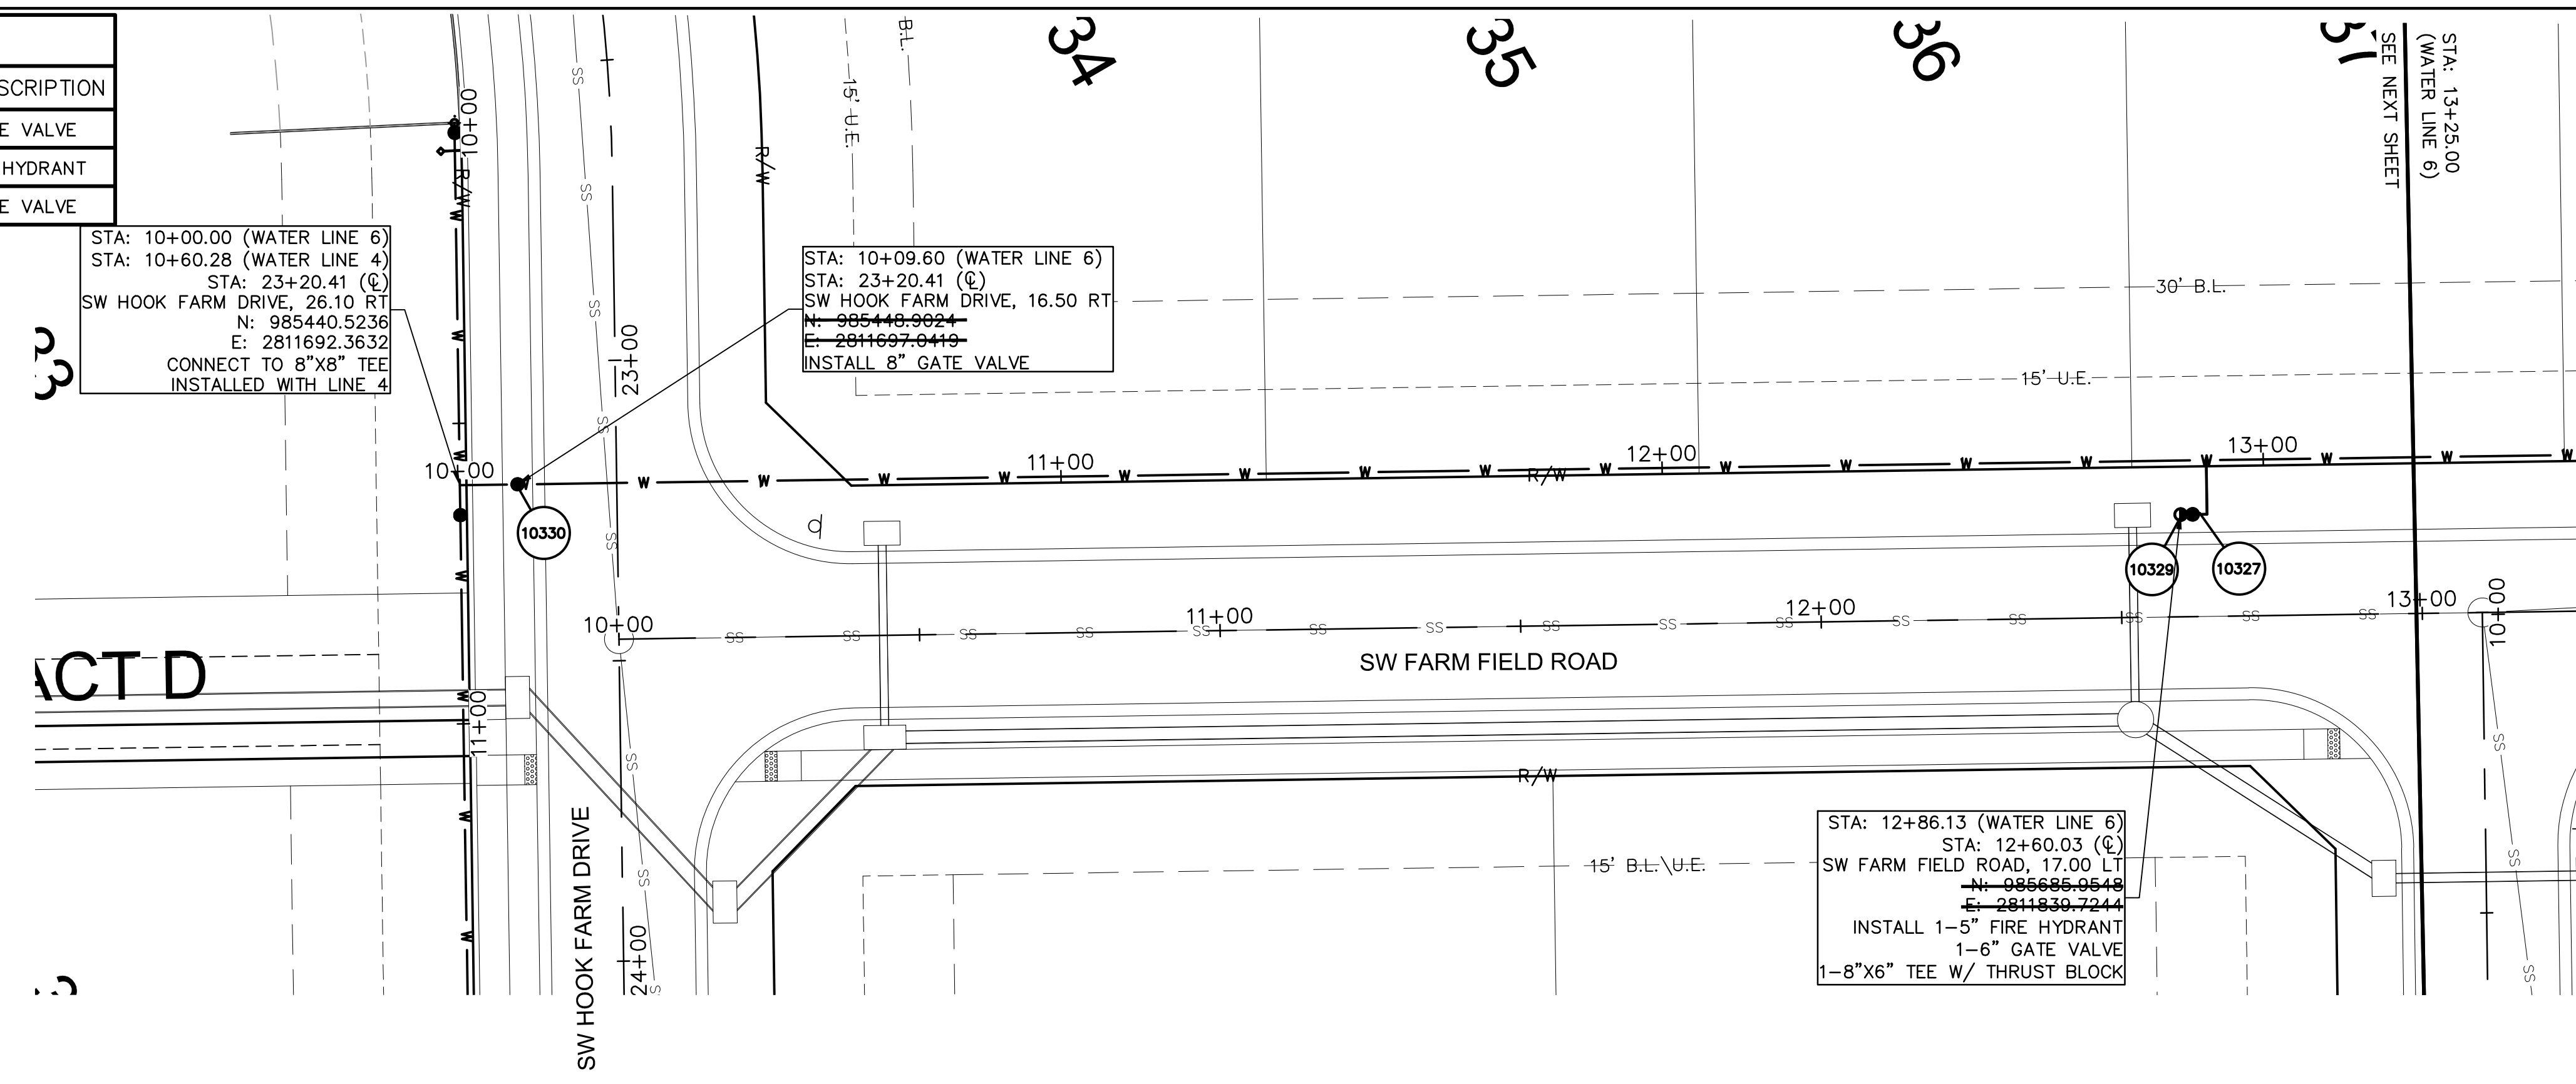 SCRIPTION
E VALVE
HYDRANT
E VALVE
STA: 10+00.00 (WATER LINE 6)
STA: 10+60.28 (WATER LINE 4)
STA: 23+20.41 (℄)
SW HOOK FARM DRIVE, 26.10 RT
N: 985440.5236
E: 2811692.3632
CONNECT TO 8"X8" TEE
INSTALLED WITH LINE 4
STA: 10+09.60 (WATER LINE 6)
STA: 23+20.41 (℄)
SW HOOK FARM DRIVE, 16.50 RT
N: 985448.9024
E: 2811697.0419
INSTALL 8" GATE VALVE
10+00
R/W
R/W
B.L.
15' U.E.
34
35
36
37
SEE NEXT SHEET
STA: 13+25.00
(WATER LINE 6)
33
23+00
30' B.L.
15' U.E.
10+00
11+00
12+00
13+00
R/W
10330
10329
10327
10+00
11+00
12+00
13+00
10+00
SW FARM FIELD ROAD
ACT D
11+00
R/W
SW HOOK FARM DRIVE
24+00
15' B.L.\U.E.
STA: 12+86.13 (WATER LINE 6)
STA: 12+60.03 (℄)
SW FARM FIELD ROAD, 17.00 LT
N: 985685.9548
E: 2811839.7244
INSTALL 1-5" FIRE HYDRANT
1-6" GATE VALVE
1-8"X6" TEE W/ THRUST BLOCK